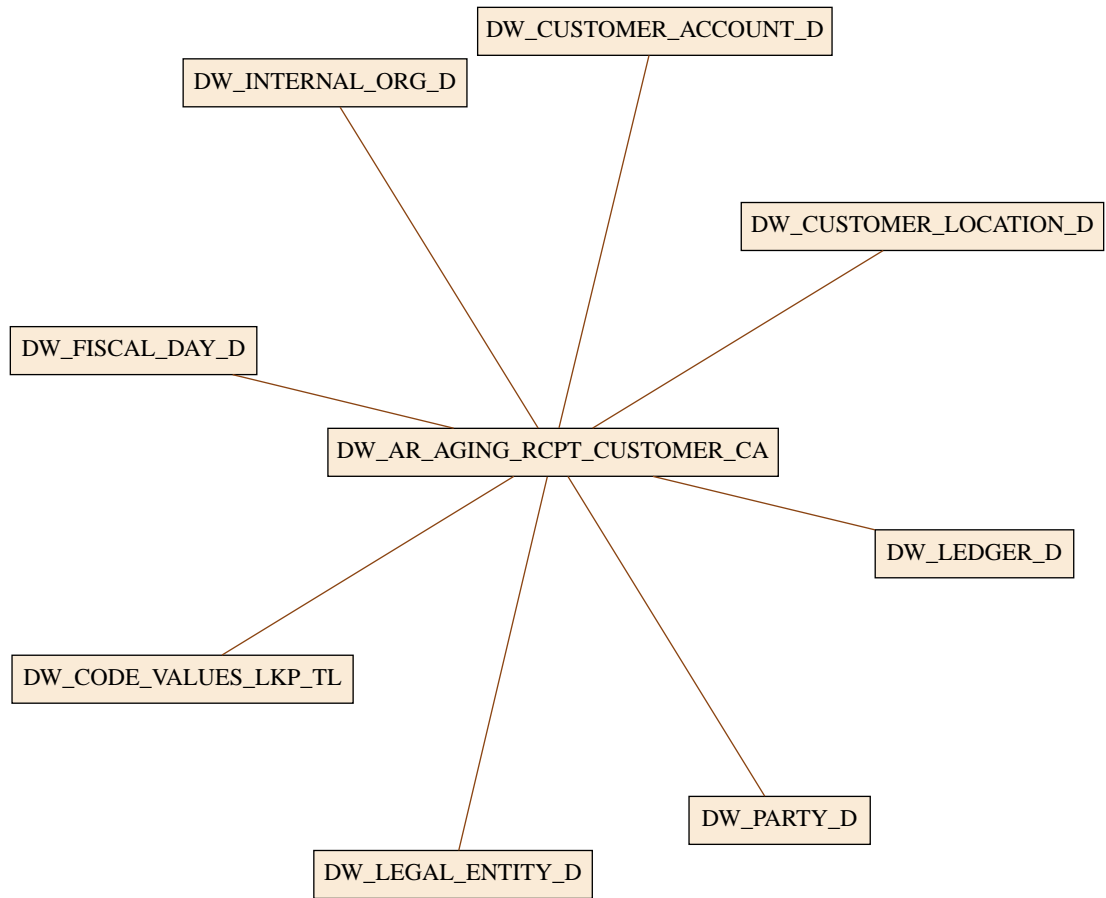 DW_CUSTOMER_ACCOUNT_D
DW_INTERNAL_ORG_D
DW_CUSTOMER_LOCATION_D
DW_FISCAL_DAY_D
DW_AR_AGING_RCPT_CUSTOMER_CA
DW_LEDGER_D
DW_CODE_VALUES_LKP_TL
DW_PARTY_D
DW_LEGAL_ENTITY_D